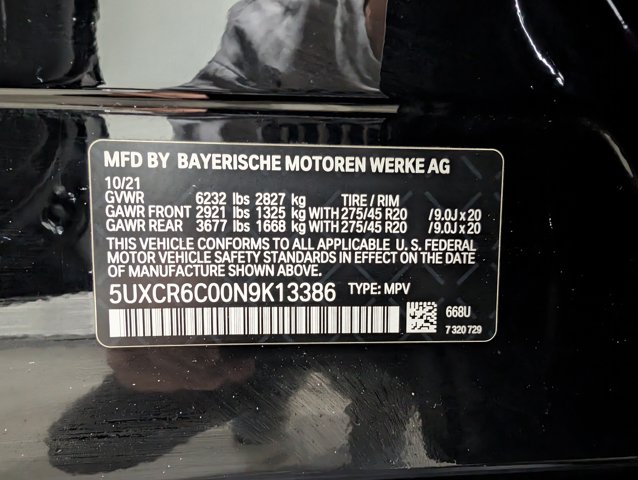 MFD BY BAYERISCHE MOTOREN WERKE AG
10/21
GVWR 6232 lbs 2827 kg TIRE / RIM
GAWR FRONT 2921 lbs 1325 kg WITH 275/45 R20 /9.0J x 20
GAWR REAR 3677 lbs 1668 kg WITH 275/45 R20 /9.0J x 20
THIS VEHICLE CONFORMS TO ALL APPLICABLE U. S. FEDERAL
MOTOR VEHICLE SAFETY STANDARDS IN EFFECT ON THE DATE
OF MANUFACTURE SHOWN ABOVE.
5UXCR6C00N9K13386 TYPE: MPV
668U
7 320 729